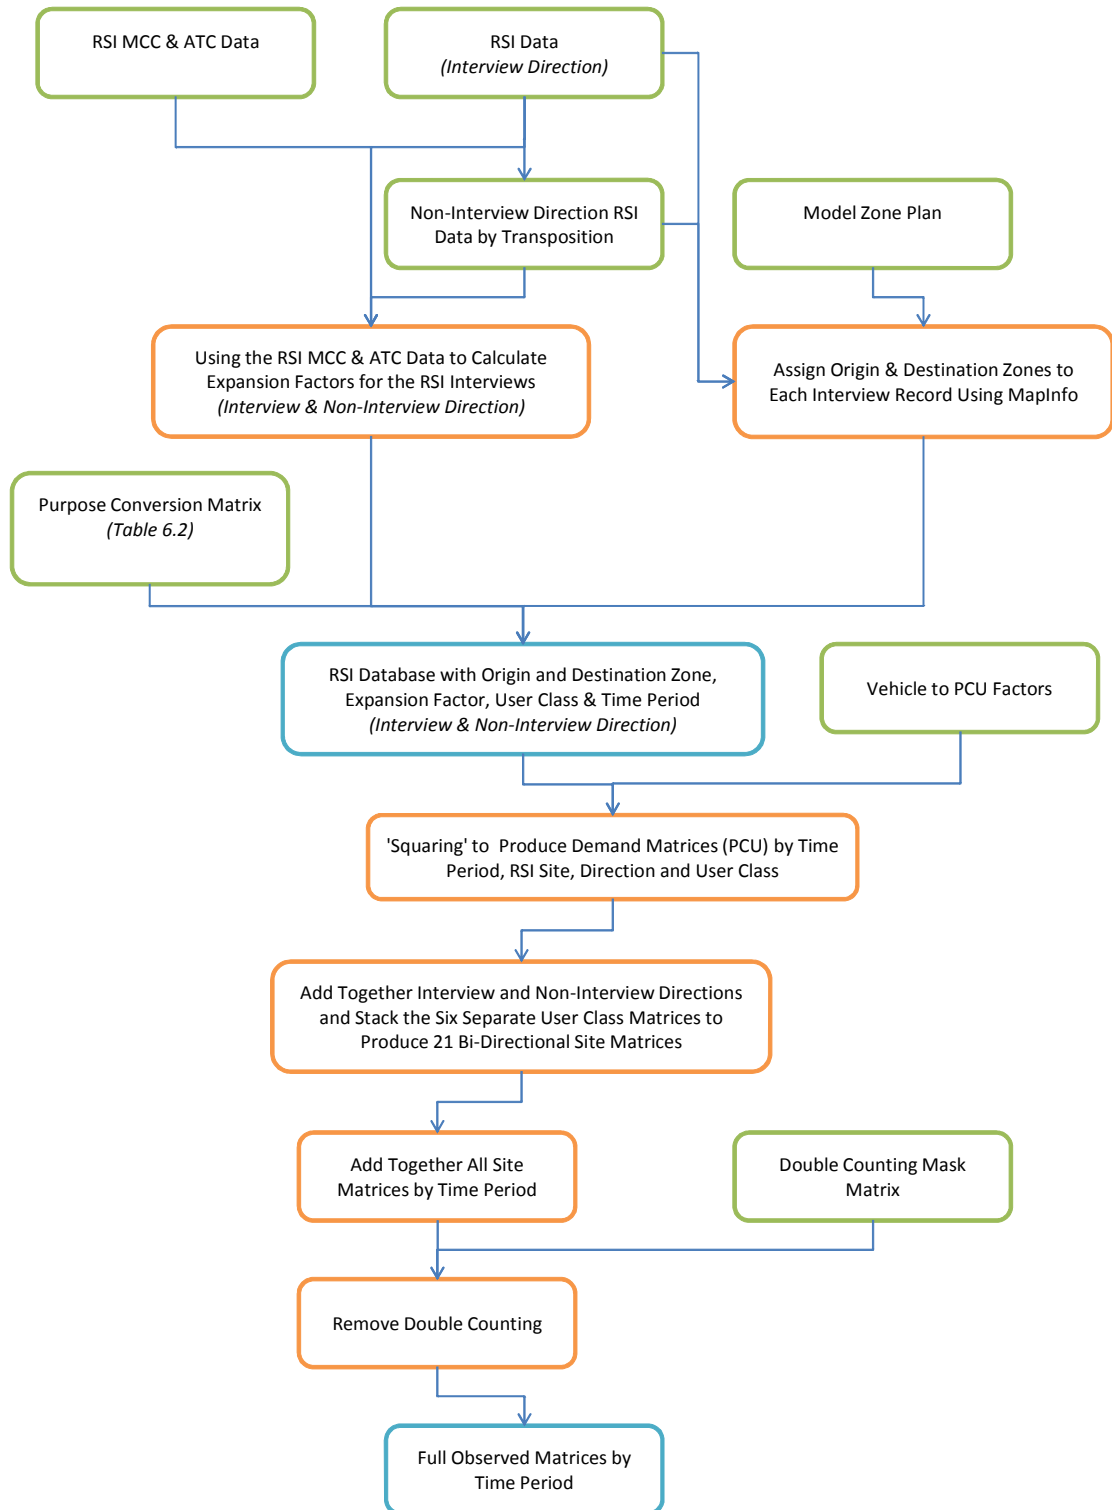 RSI MCC & ATC Data
RSI Data
(Interview Direction)
Non-Interview Direction RSI
Data by Transposition
Model Zone Plan
Using the RSI MCC & ATC Data to Calculate
Expansion Factors for the RSI Interviews
(Interview & Non-Interview Direction)
Assign Origin & Destination Zones to
Each Interview Record Using MapInfo
Purpose Conversion Matrix
(Table 6.2)
RSI Database with Origin and Destination Zone,
Expansion Factor, User Class & Time Period
(Interview & Non-Interview Direction)
Vehicle to PCU Factors
'Squaring' to  Produce Demand Matrices (PCU) by Time
Period, RSI Site, Direction and User Class
Add Together Interview and Non-Interview Directions
and Stack the Six Separate User Class Matrices to
Produce 21 Bi-Directional Site Matrices
Add Together All Site
Matrices by Time Period
Double Counting Mask
Matrix
Remove Double Counting
Full Observed Matrices by
Time Period